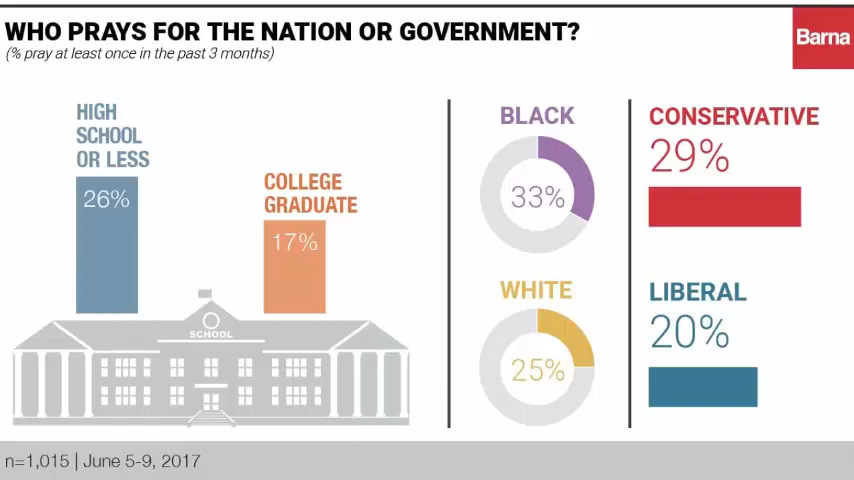 WHO PRAYS FOR THE NATION OR GOVERNMENT?
(% pray at least once in the past 3 months)
Barna
HIGH
SCHOOL
OR LESS
26%
COLLEGE
GRADUATE
17%
SCHOOL
BLACK
33%
WHITE
25%
CONSERVATIVE
29%
LIBERAL
20%
n=1,015 | June 5-9, 2017